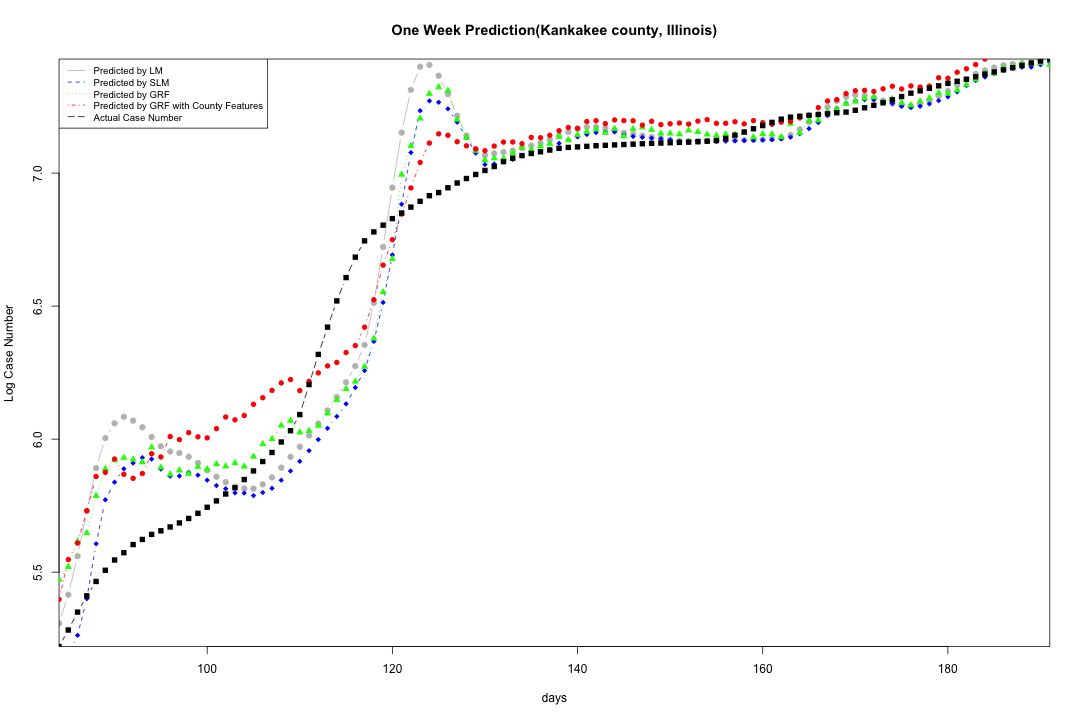 One Week Prediction(Kankakee county, Illinois)
Predicted by LM
Predicted by SLM
Predicted by GRF
Predicted by GRF with County Features
Actual Case Number
Log Case Number
7.0
6.5
6.0
5.5
100 120 140 160 180
days